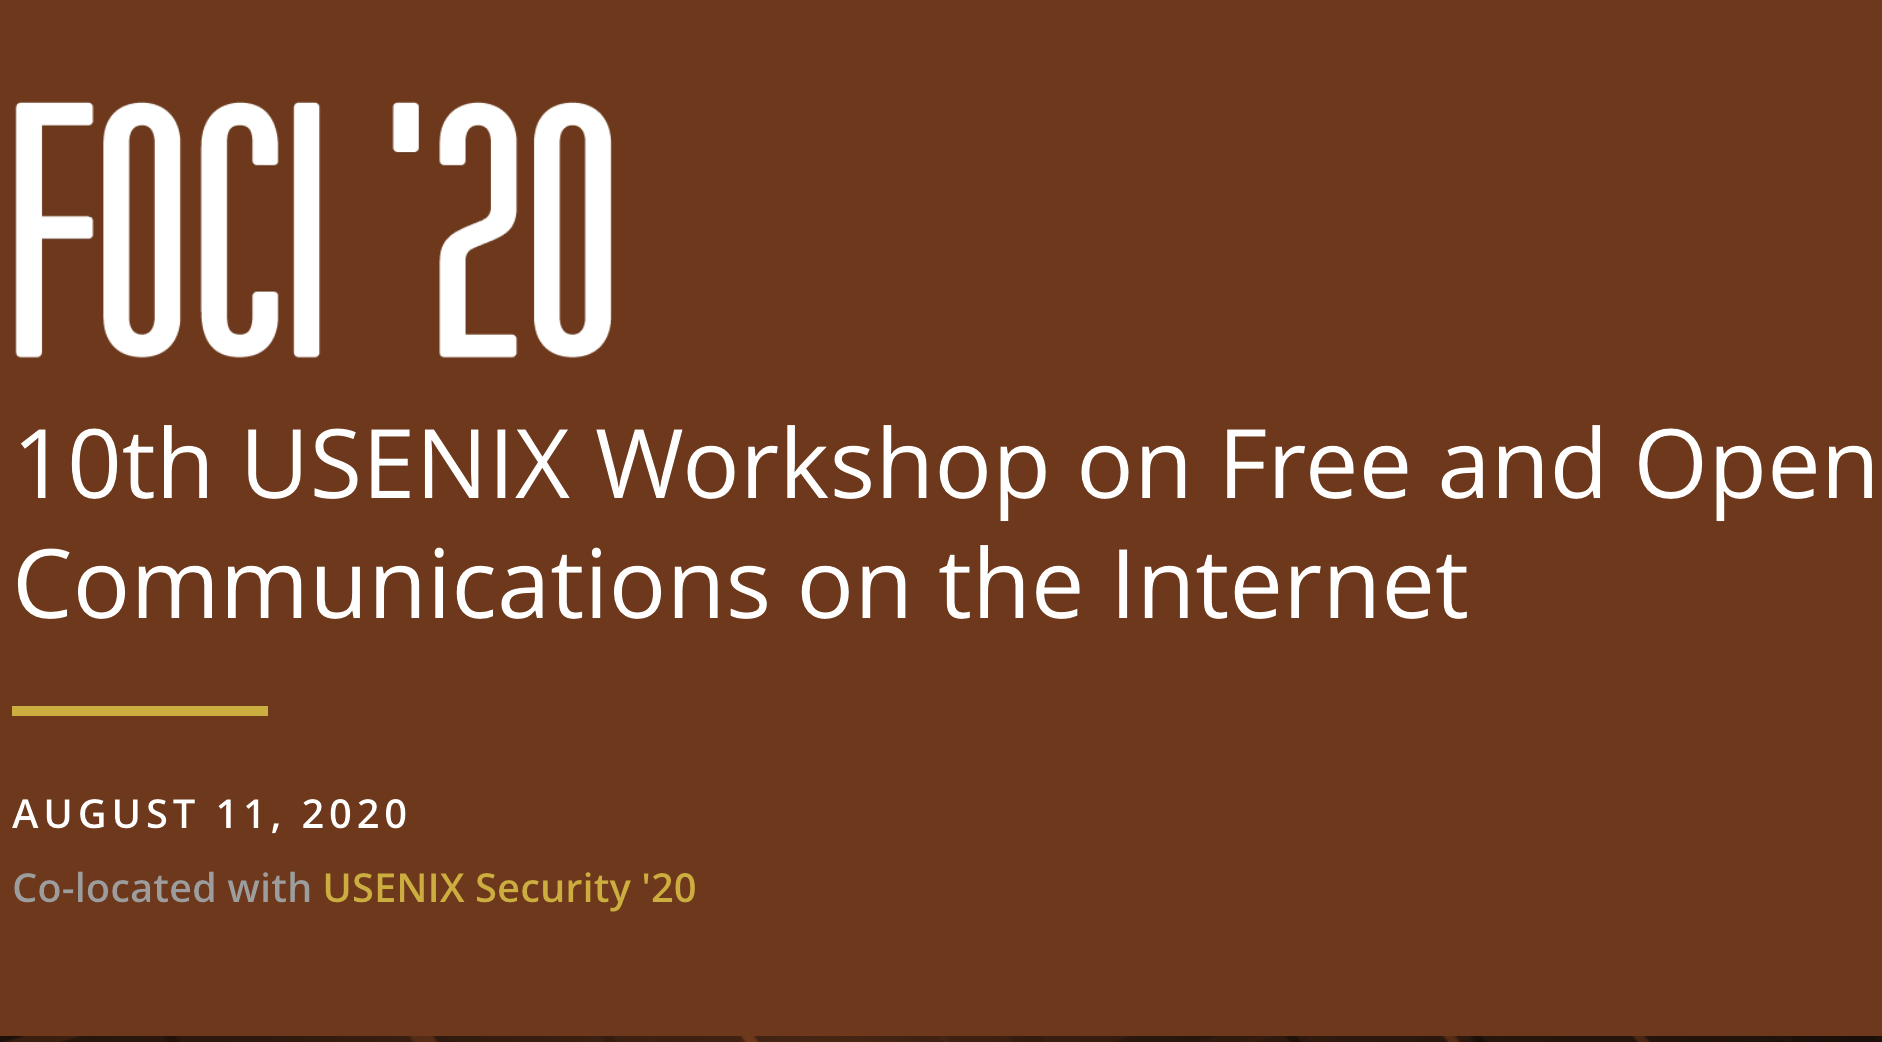 FOCI '20
10th USENIX Workshop on Free and Open
Communications on the Internet
AUGUST 11, 2020
Co-located with USENIX Security '20